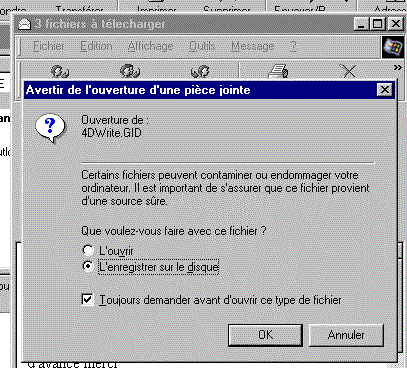 Transférer
Imprimer
Supprimer
3 fichiers à télecharger
Fichier Edition Affichage Outils Message ?
»
Avertir de l'ouverture d'une pièce jointe
Ouverture de :
4DWrite.GID
Certains fichiers peuvent contaminer ou endommager votre
ordinateur. Il est important de s'assurer que ce fichier provient
d'une source sûre.
Que voulez-vous faire avec ce fichier ?
L'ouvrir
L'enregistrer sur le disque
Toujours demander avant d'ouvrir ce type de fichier
OK
Annuler
d'avance merci